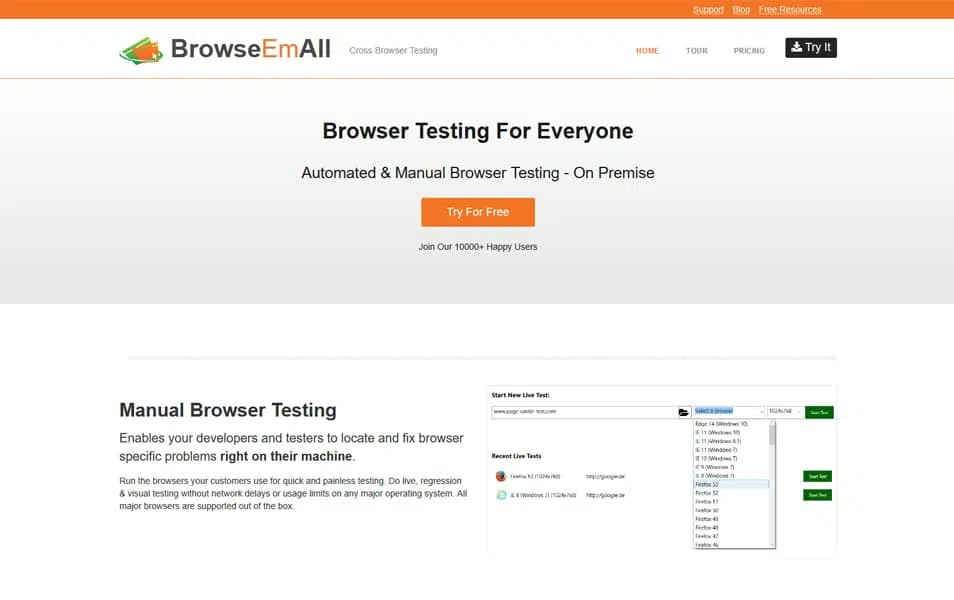 Support Blog Free Resources
BrowseEmAll
Cross Browser Testing
HOME TOUR PRICING Try It
Browser Testing For Everyone
Automated & Manual Browser Testing - On Premise
Try For Free
Join Our 10000+ Happy Users
Manual Browser Testing
Enables your developers and testers to locate and fix browser
specific problems right on their machine.
Run the browsers your customers use for quick and painless testing. Do live, regression
& visual testing without network delays or usage limits on any major operating system. All
major browsers are supported out of the box.
Start New Live Test:
www.page-under-test.com Select a browser 1024x768 Start Test
Edge 14 (Windows 10)
IE 11 (Windows 10)
IE 11 (Windows 8.1)
IE 11 (Windows 7)
IE 10 (Windows 7)
IE 9 (Windows 7)
IE 8 (Windows 7)
Firefox 53
Firefox 52
Firefox 51
Firefox 50
Firefox 49
Firefox 48
Firefox 47
Firefox 46
Recent Live Tests
Firefox 53 (1024x768) http://google.de Start Test
IE 8 (Windows 7) (1024x768) http://google.de Start Test